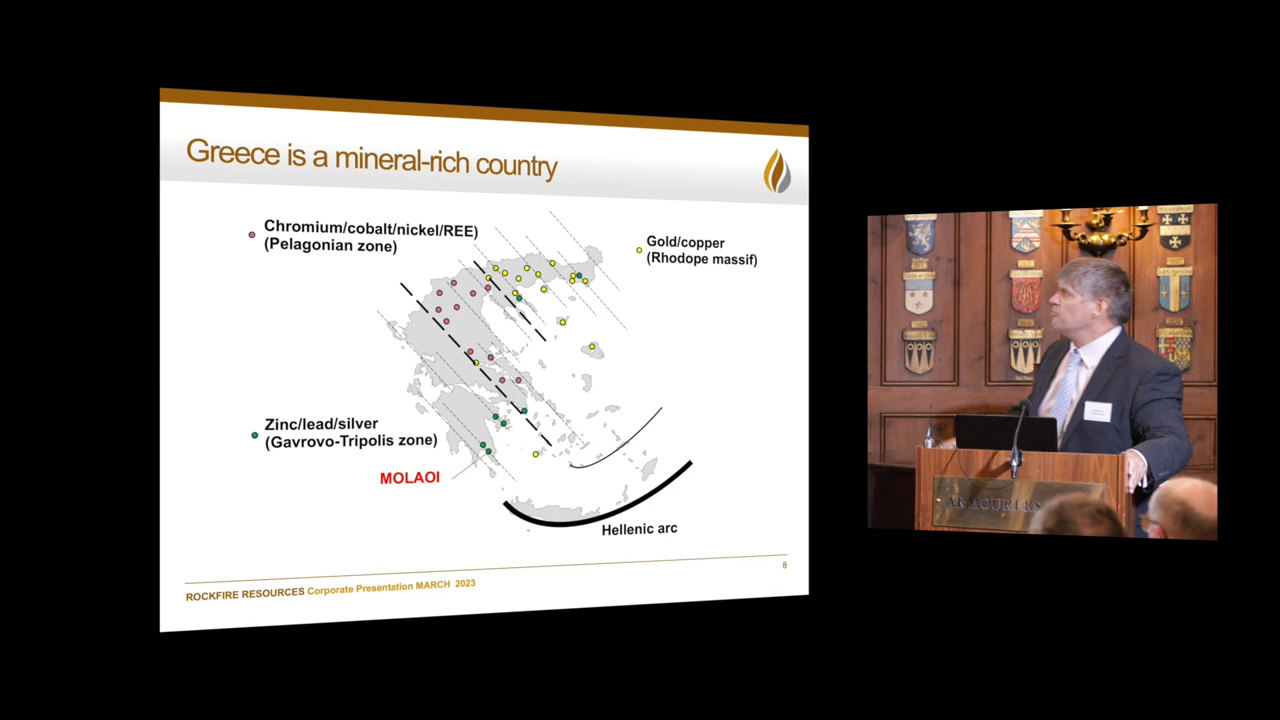 Greece is a mineral-rich country
Chromium/cobalt/nickel/REE)
(Pelagonian zone)
Gold/copper
(Rhodope massif)
Zinc/lead/silver
(Gavrovo-Tripolis zone)
MOLAOI
Hellenic arc
8
ROCKFIRE RESOURCES Corporate Presentation MARCH 2023
ARMOURERS